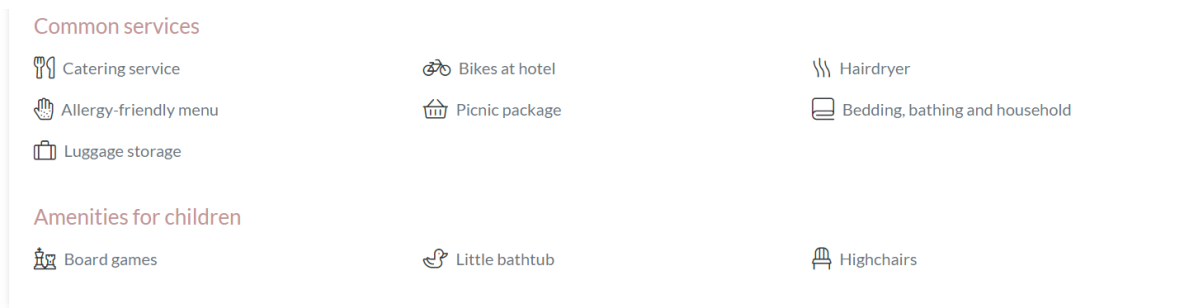 Common services
Catering service
Bikes at hotel
Hairdryer
Allergy-friendly menu
Picnic package
Bedding, bathing and household
Luggage storage
Amenities for children
Board games
Little bathtub
Highchairs